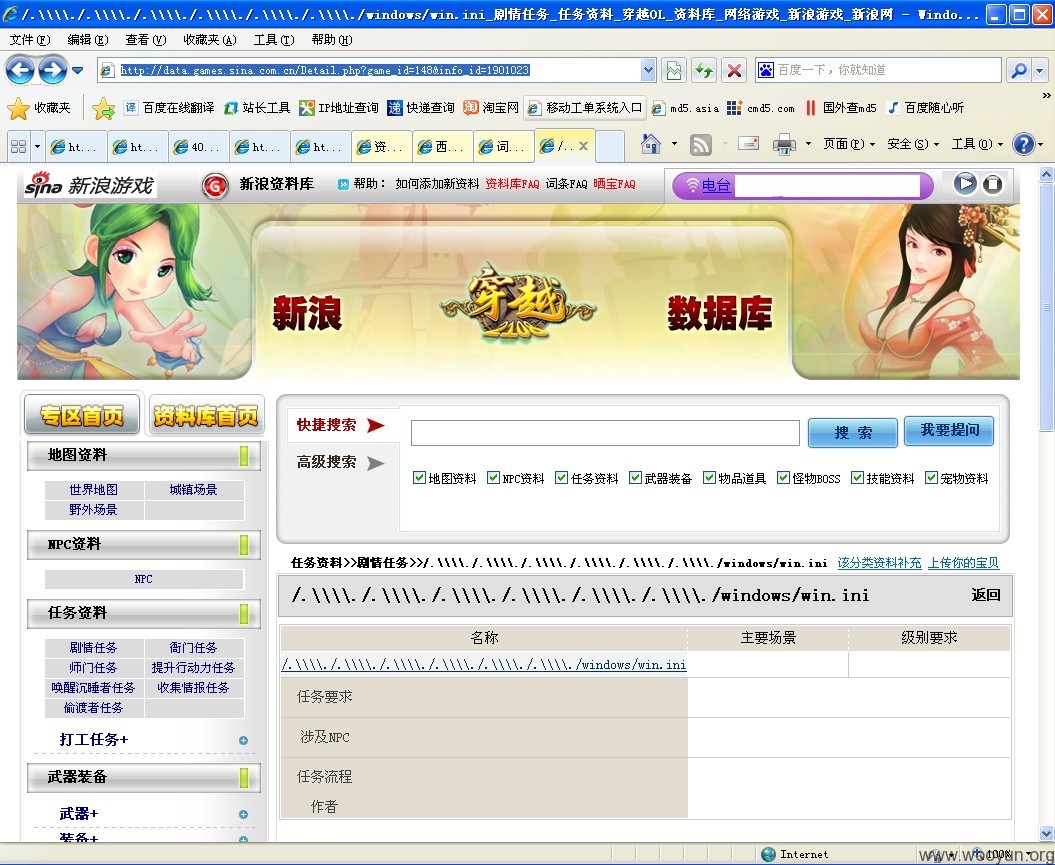 /.\\\\./.\\\\./.\\\\./.\\\\./.\\\\./.\\\\./windows/win.ini_剧情任务_任务资料_穿越OL_资料库_网络游戏_新浪游戏_新浪网 - Windo...
文件(F) 编辑(E) 查看(V) 收藏夹(A) 工具(T) 帮助(H)
http://data.games.sina.com.cn/Detail.php?game_id=148&info_id=1901023
百度一下，你就知道
收藏夹 百度在线翻译 站长工具 IP地址查询 快递查询 淘宝网 移动工单系统入口 md5.asia cmd5.com 国外查md5 百度随心听
ht... ht... 40... ht... ht... 资... 西... 词... /.. 页面(P) 安全(S) 工具(O)
sina 新浪游戏 G 新浪资料库 帮助： 如何添加新资料 资料库FAQ 词条FAQ 晒宝FAQ 电台
新浪 穿越 2100 数据库
专区首页 资料库首页
快捷搜索 搜 索 我要提问
高级搜索
地图资料 NPC资料 任务资料 武器装备 物品道具 怪物BOSS 技能资料 宠物资料
地图资料
世界地图 城镇场景
野外场景
NPC资料
NPC
任务资料
剧情任务 衙门任务
师门任务 提升行动力任务
唤醒沉睡者任务 收集情报任务
偷渡者任务
打工任务+
武器装备
武器+
装备+
任务资料>>剧情任务>>/.\\\\./.\\\\./.\\\\./.\\\\./.\\\\./.\\\\./windows/win.ini 该分类资料补充 上传你的宝贝
/.\\\\./.\\\\./.\\\\./.\\\\./.\\\\./.\\\\./windows/win.ini 返回
名称 主要场景 级别要求
/.\\\\./.\\\\./.\\\\./.\\\\./.\\\\./.\\\\./windows/win.ini
任务要求
涉及NPC
任务流程
作者
Internet 100%
www.wooyun.org